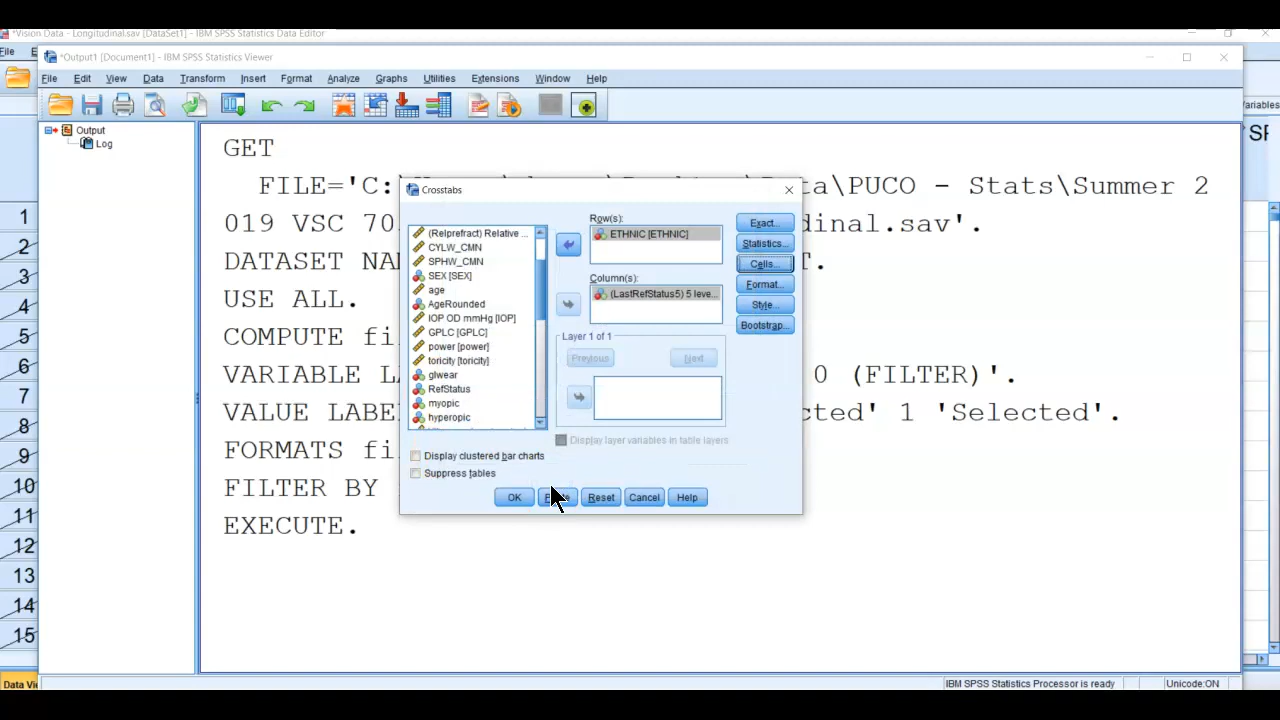 *Vision Data - Longitudinal.sav [DataSet1] - IBM SPSS Statistics Data Editor
File
*Output1 [Document1] - IBM SPSS Statistics Viewer
File Edit View Data Transform Insert Format Analyze Graphs Utilities Extensions Window Help
Output
Log
GET
FILE='C:\
ta\PUCO - Stats\Summer 2
019 VSC 70
dinal.sav'.
DATASET NA
T.
USE ALL.
COMPUTE fi
VARIABLE L
0 (FILTER)'.
VALUE LABE
cted' 1 'Selected'.
FORMATS fi
FILTER BY
EXECUTE.
Crosstabs
(Relprefract) Relative ...
CYLW_CMN
SPHW_CMN
SEX [SEX]
age
AgeRounded
IOP OD mmHg [IOP]
GPLC [GPLC]
power [power]
toricity [toricity]
glwear
RefStatus
myopic
hyperopic
Row(s):
ETHNIC [ETHNIC]
Column(s):
(LastRefStatus5) 5 leve...
Layer 1 of 1
Previous Next
Display layer variables in table layers
Exact...
Statistics...
Cells...
Format...
Style...
Bootstrap...
Display clustered bar charts
Suppress tables
OK Reset Cancel Help
1
2
3
4
5
6
7
8
9
10
11
12
13
14
15
Variables
SF
Data Vi
IBM SPSS Statistics Processor is ready Unicode:ON